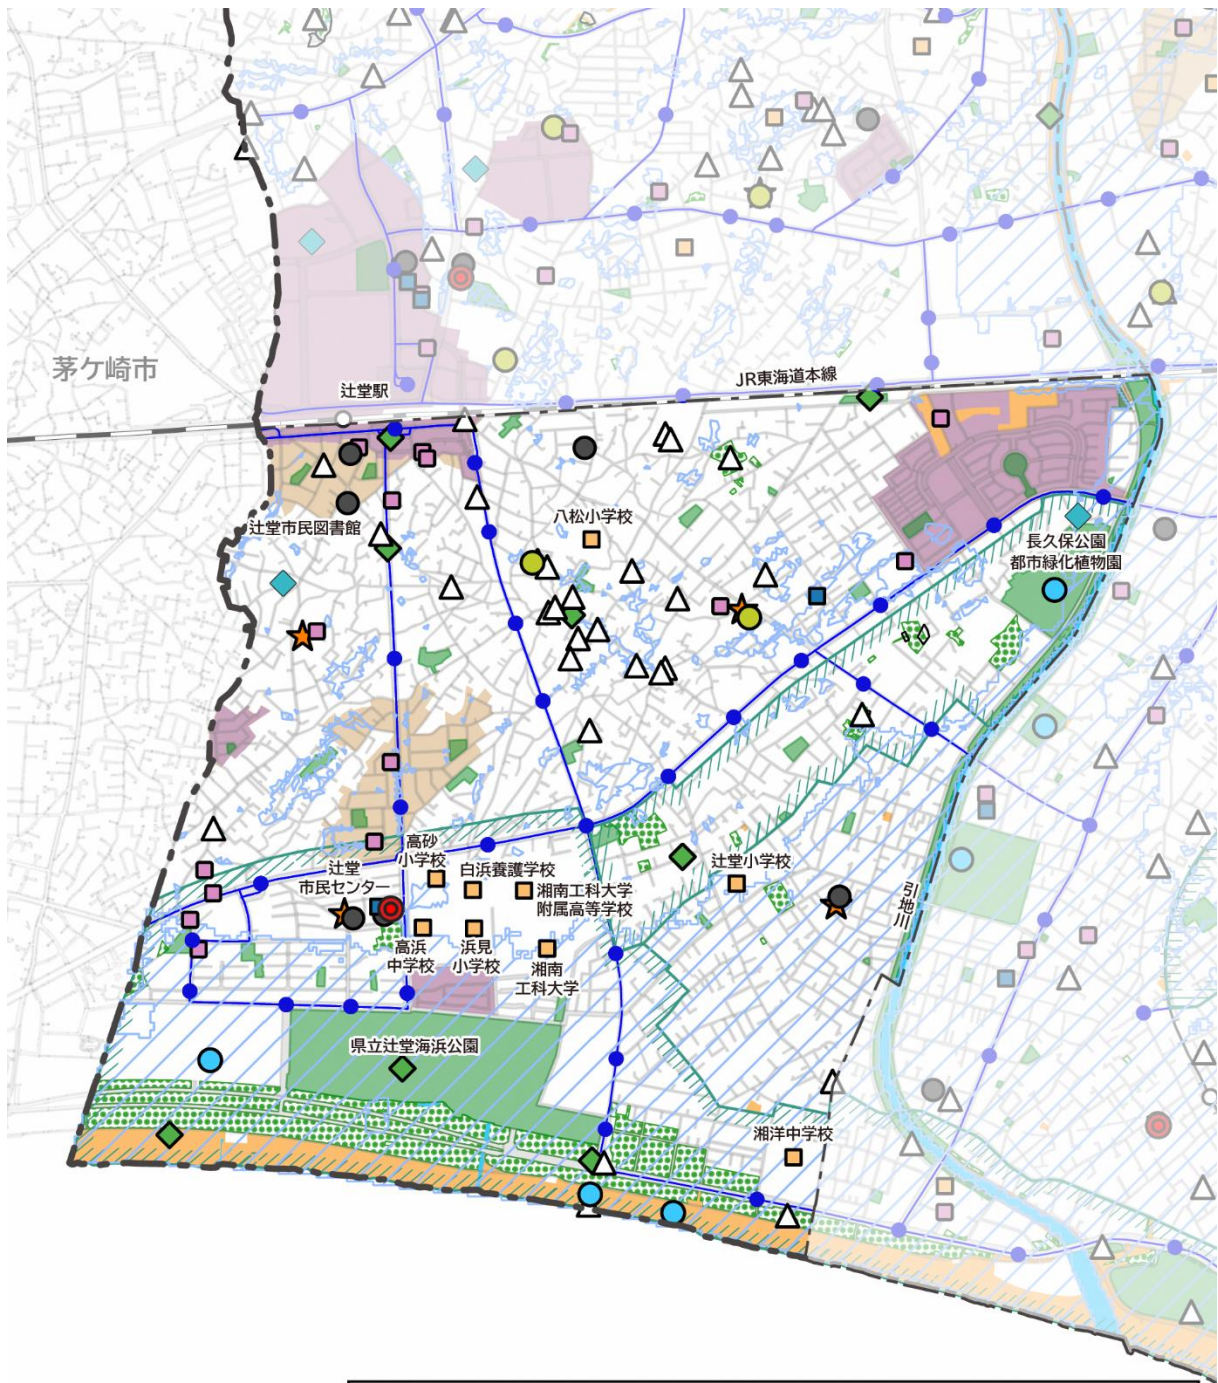 茅ケ崎市
辻堂駅
JR東海道本線
辻堂市民図書館
八松小学校
長久保公園
都市緑化植物園
高砂
小学校
辻堂
市民センター
白浜養護学校
湘南工科大学
附属高等学校
辻堂小学校
引地川
高浜
中学校
浜見
小学校
湘南
工科大学
県立辻堂海浜公園
湘洋中学校